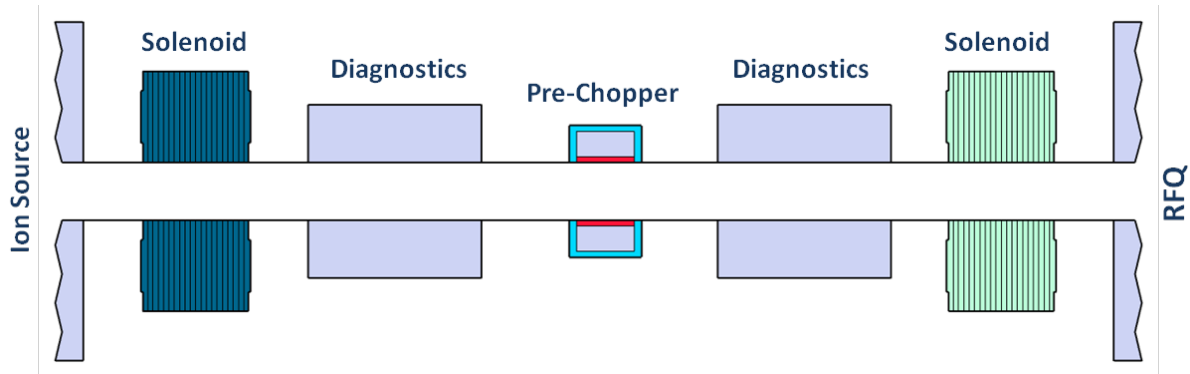 Solenoid
Solenoid
Diagnostics
Diagnostics
Pre-Chopper
Ion Source
RFQ